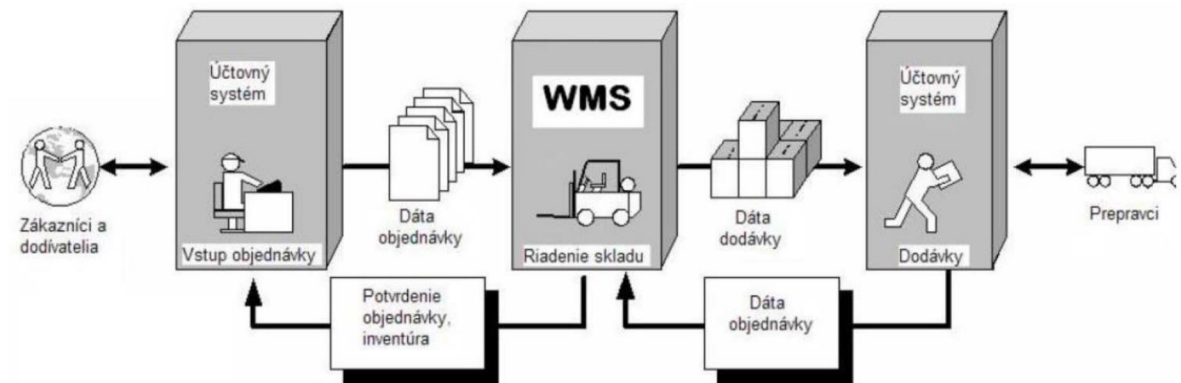 Zákazníci a
dodívatelia
Účtovný
systém
Vstup objednávky
Dáta
objednávky
WMS
Riadenie skladu
Dáta
dodávky
Účtovný
systém
Dodávky
Prepravci
Potvrdenie
objednávky,
inventúra
Dáta
objednávky